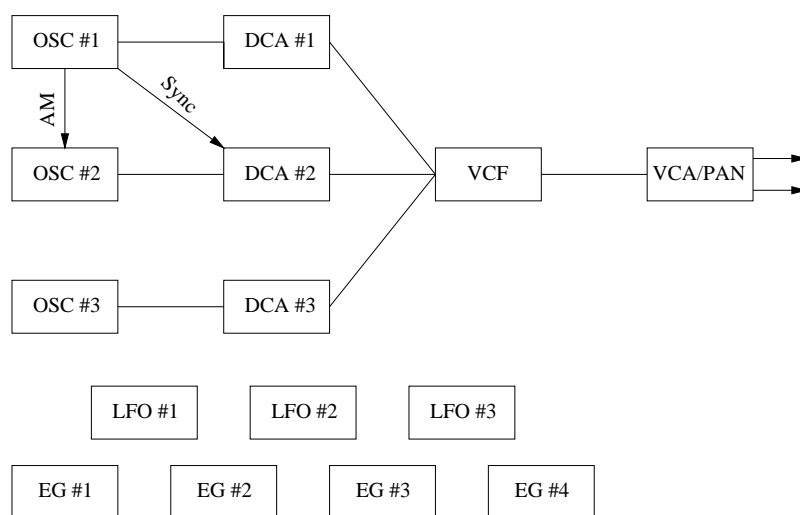 OSC #1
DCA #1
AM
Sync
OSC #2
DCA #2
VCF
VCA/PAN
OSC #3
DCA #3
LFO #1
LFO #2
LFO #3
EG #1
EG #2
EG #3
EG #4